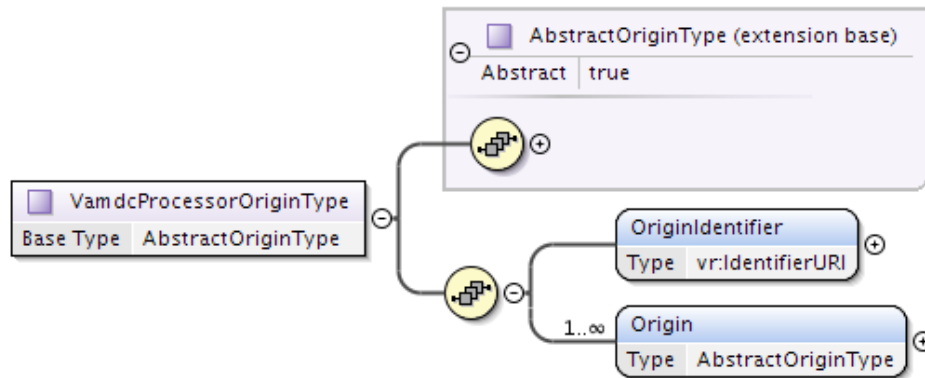 AbstractOriginType (extension base)
Abstract true
VamdcProcessorOriginType
Base Type AbstractOriginType
OriginIdentifier
Type vr:IdentifierURI
1..∞
Origin
Type AbstractOriginType